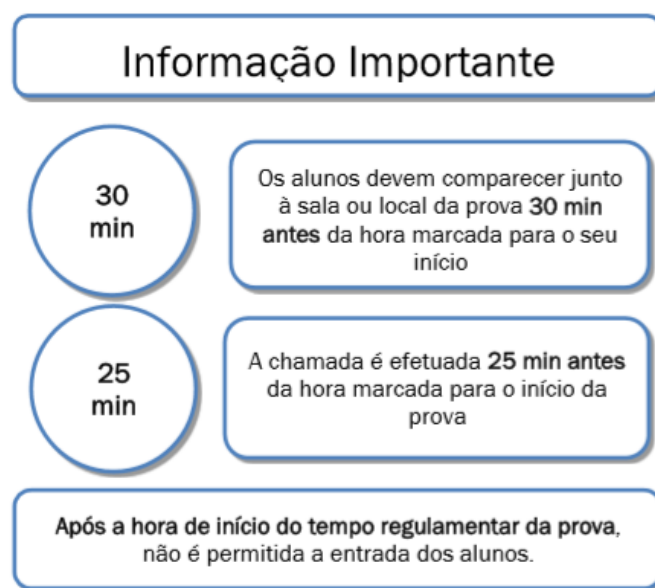 Informação Importante
30
min
Os alunos devem comparecer junto
à sala ou local da prova 30 min
antes da hora marcada para o seu
início
25
min
A chamada é efetuada 25 min antes
da hora marcada para o início da
prova
Após a hora de início do tempo regulamentar da prova,
não é permitida a entrada dos alunos.